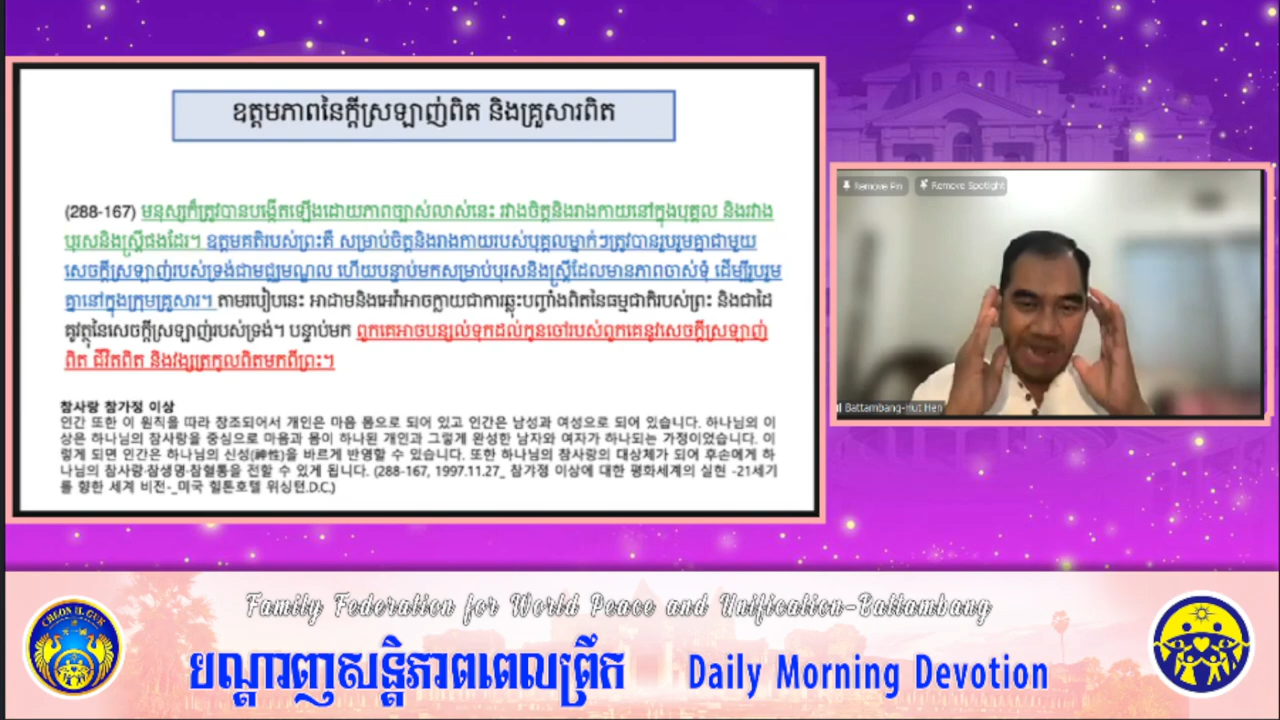 ឧត្តមភាពនៃក្តីស្រឡាញ់ពិត និងគ្រួសារពិត
(288-167) មនុស្សក៏ត្រូវបានបង្កើតឡើងដោយភាពច្បាស់លាស់នេះ រវាងចិត្តនិងរាងកាយនៅក្នុងបុគ្គល និងរវាង
បុរសនិងស្ត្រីផងដែរ។ ឧត្តមគតិរបស់ព្រះគឺ សម្រាប់ចិត្តនិងរាងកាយរបស់បុគ្គលម្នាក់ៗត្រូវបានរួបរួមគ្នាជាមួយ
សេចក្តីស្រឡាញ់របស់ទ្រង់ជាមជ្ឈមណ្ឌល ហើយបន្ទាប់មកសម្រាប់បុរសនិងស្ត្រីដែលមានភាពចាស់ទុំ ដើម្បីរួបរួម
គ្នានៅក្នុងក្រុមគ្រួសារ។ តាមរបៀបនេះ អាដាមនិងអេវ៉ាអាចក្លាយជាការឆ្លុះបញ្ចាំងពិតនៃធម្មជាតិរបស់ព្រះ និងជាដៃ
គូវត្ថុនៃសេចក្តីស្រឡាញ់របស់ទ្រង់។ បន្ទាប់មក ពួកគេអាចបន្សល់ទុកដល់កូនចៅរបស់ពួកគេនូវសេចក្តីស្រឡាញ់
ពិត ជីវិតពិត និងវង្សត្រកូលពិតមកពីព្រះ។
참사랑 참가정 이상
인간 또한 이 원칙을 따라 창조되어서 개인은 마음 몸으로 되어 있고 인간은 남성과 여성으로 되어 있습니다. 하나님의 이
상은 하나님의 참사랑을 중심으로 마음과 몸이 하나된 개인과 그렇게 완성한 남자와 여자가 하나되는 가정이었습니다. 이
렇게 되면 인간은 하나님의 신성(神性)을 바르게 반영할 수 있습니다. 또한 하나님의 참사랑의 대상체가 되어 후손에게 하
나님의 참사랑·참생명·참혈통을 전할 수 있게 됩니다. (288-167, 1997.11.27_ 참가정 이상에 대한 평화세계의 실현 -21세기
를 향한 세계 비전-_미국 힐튼호텔 워싱턴.D.C.)
Remove Pin
Remove Spotlight
Battambang-Hut Hen
Family Federation for World Peace and Unification-Battambang
CHEON IL GUK
បណ្តាញសន្តិភាពពេលព្រឹក
Daily Morning Devotion